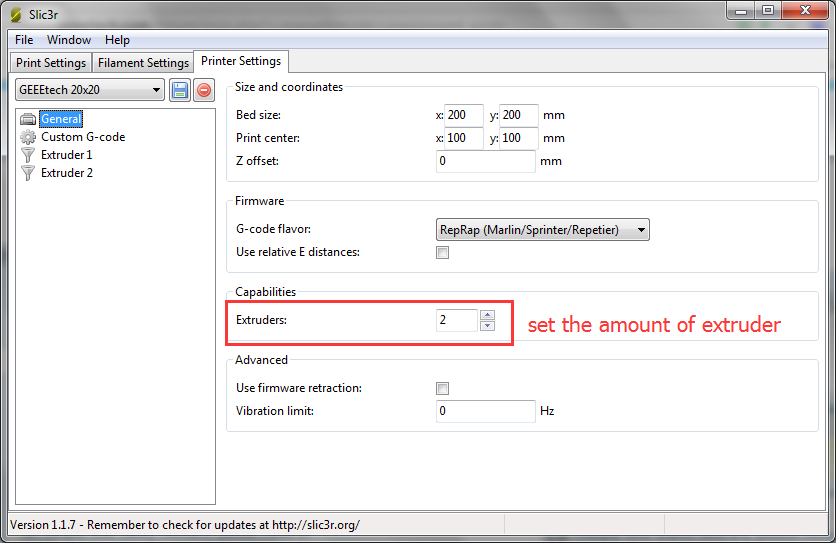 Slic3r
File Window Help
Print Settings Filament Settings Printer Settings
GEEEtech 20x20
General
Custom G-code
Extruder 1
Extruder 2
Size and coordinates
Bed size: x: 200 y: 200 mm
Print center: x: 100 y: 100 mm
Z offset: 0 mm
Firmware
G-code flavor: RepRap (Marlin/Sprinter/Repetier)
Use relative E distances:
Capabilities
Extruders: 2
set the amount of extruder
Advanced
Use firmware retraction:
Vibration limit: 0 Hz
Version 1.1.7 - Remember to check for updates at http://slic3r.org/